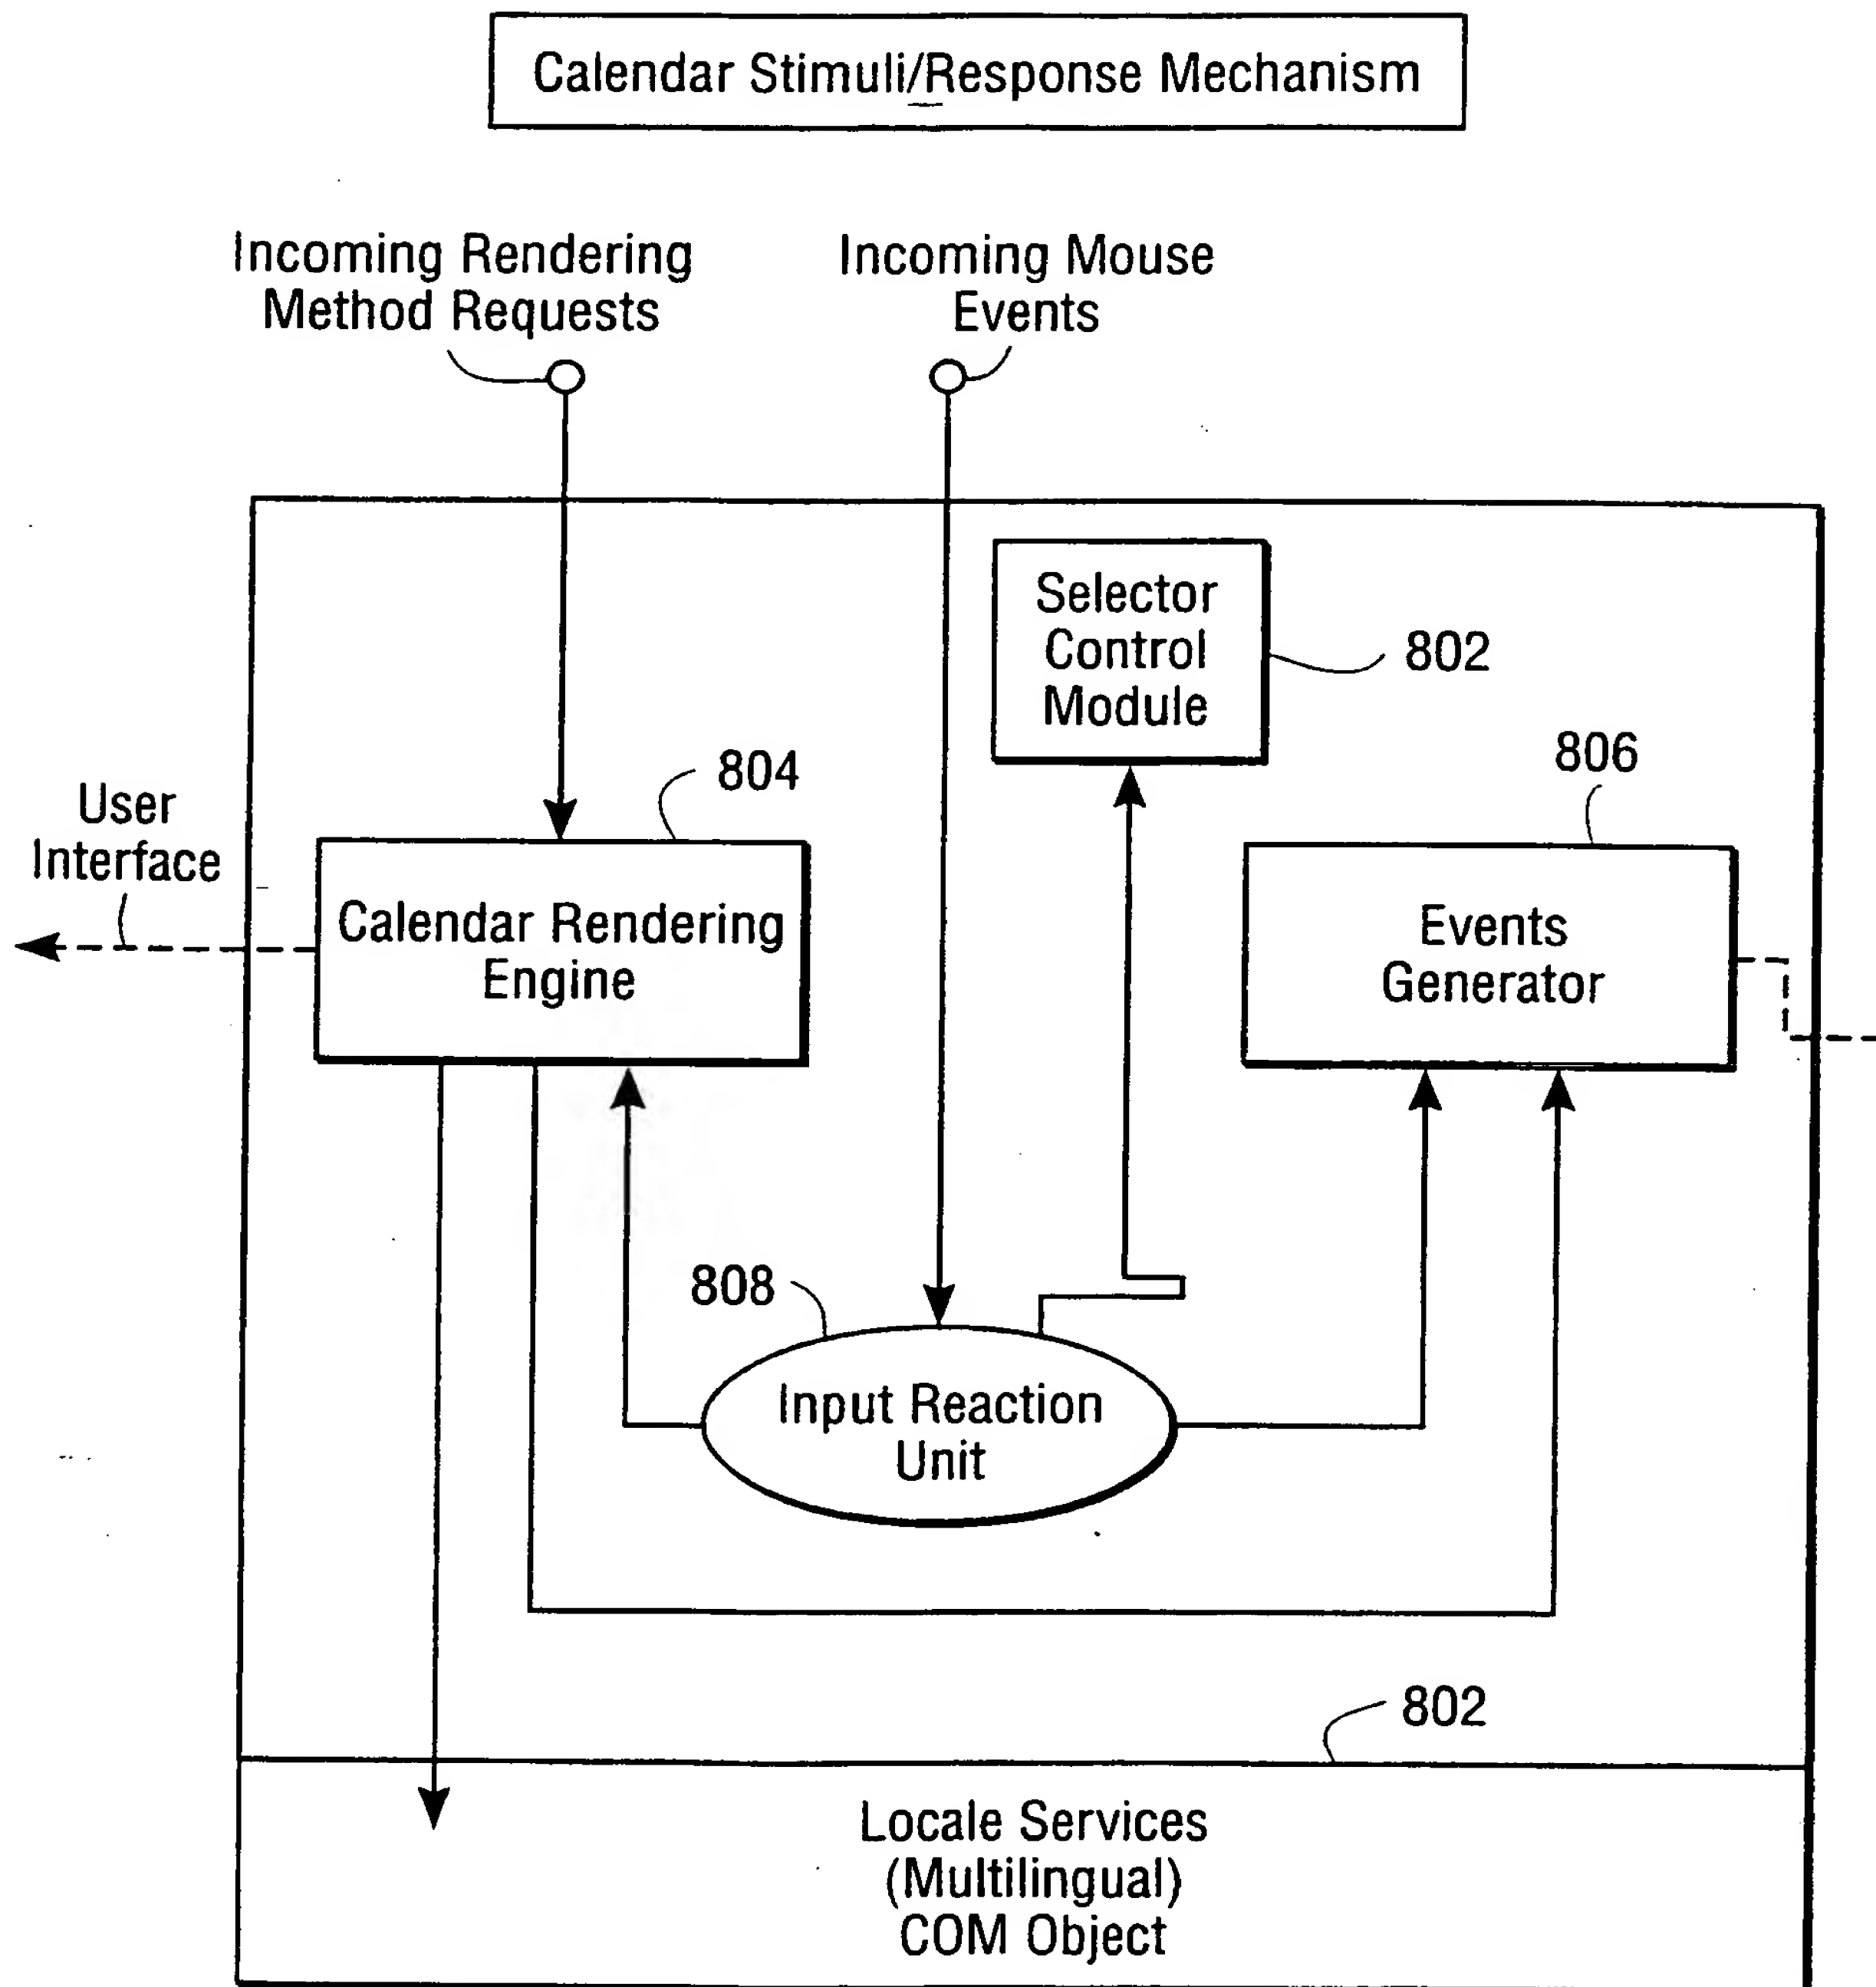 Calendar Stimuli/Response Mechanism
Incoming Rendering
Method Requests
Incoming Mouse
Events
Selector
Control
Module
802
804
806
User
Interface
Calendar Rendering
Engine
Events
Generator
808
Input Reaction
Unit
802
Locale Services
(Multilingual)
COM Object